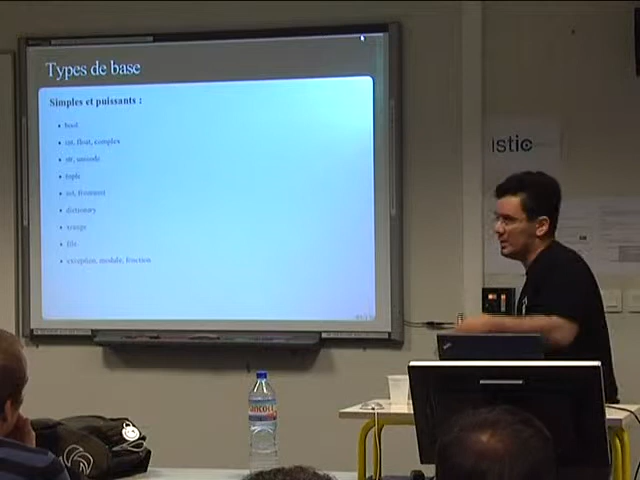 Types de base
Simples et puissants :
bool
int, float, complex
str, unicode
tuple
set, frozenset
dictionary
xrange
file
exception, module, fonction
istic